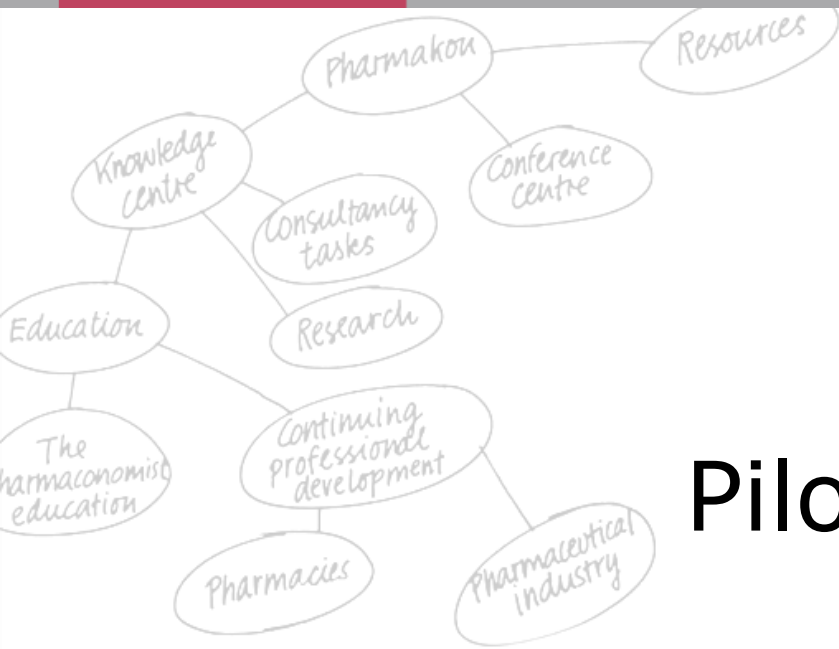 Pharmakon
Resources
Knowledge
centre
Conference
centre
Consultancy
tasks
Education
Research
The
harmaconomist
education
Continuing
professional
development
Pharmacies
Pharmaceutical
industry
Pilo